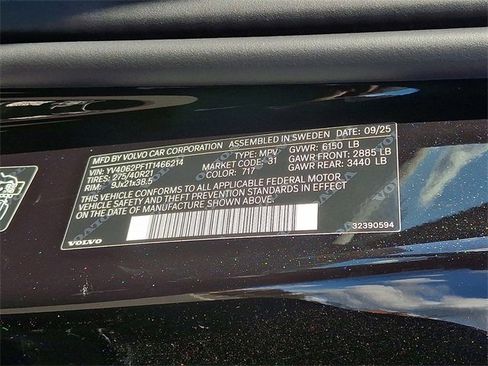 MFD BY VOLVO CAR CORPORATION ASSEMBLED IN SWEDEN DATE: 09/25
VIN: YV4062PF1T1466214 TYPE: MPV GVWR: 6150 LB
TIRES: 275/40R21 MARKET CODE: 31 GAWR FRONT: 2885 LB
RIM: 9Jx21x38.5 COLOR: 717 GAWR REAR: 3440 LB
THIS VEHICLE CONFORMS TO ALL APPLICABLE FEDERAL MOTOR
VEHICLE SAFETY AND THEFT PREVENTION STANDARDS IN EFFECT
ON THE DATE OF MANUFACTURE SHOWN ABOVE.
VOLVO 32390594